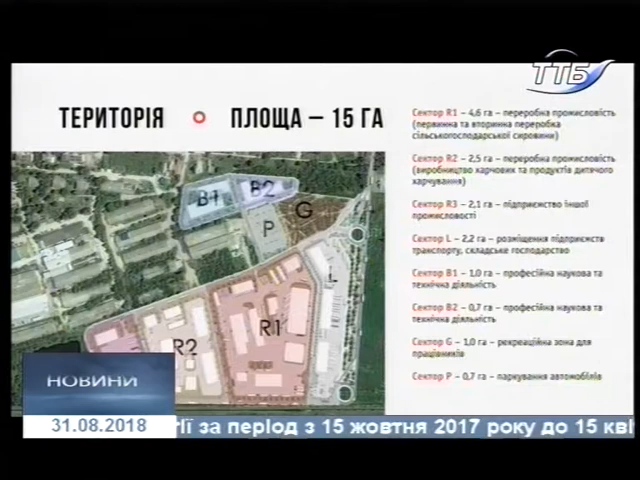 ТТБ
ТЕРИТОРІЯ ПЛОЩА – 15 ГА
Сектор R1 – 4,6 га – переробна промисловість
(первинна та вторинна переробка
сільськогосподарської сировини)
Сектор R2 – 2,5 га – переробна промисловість
(виробництво харчових та продуктів дитячого
харчування)
Сектор R3 – 2,1 га – підприємство іншої
промисловості
Сектор L – 2,2 га – розміщення підприємств
транспорту, складське господарство
Сектор B1 – 1,0 га – професійна наукова та
технічна діяльність
Сектор B2 – 0,7 га – професійна наукова та
технічна діяльність
Сектор G – 1,0 га – рекреаційна зона для
працівників
Сектор P – 0,7 га – паркування автомобілів
B1
B2
G
P
L
R1
R2
НОВИНИ
31.08.2018
ії за період з 15 жовтня 2017 року до 15 кві